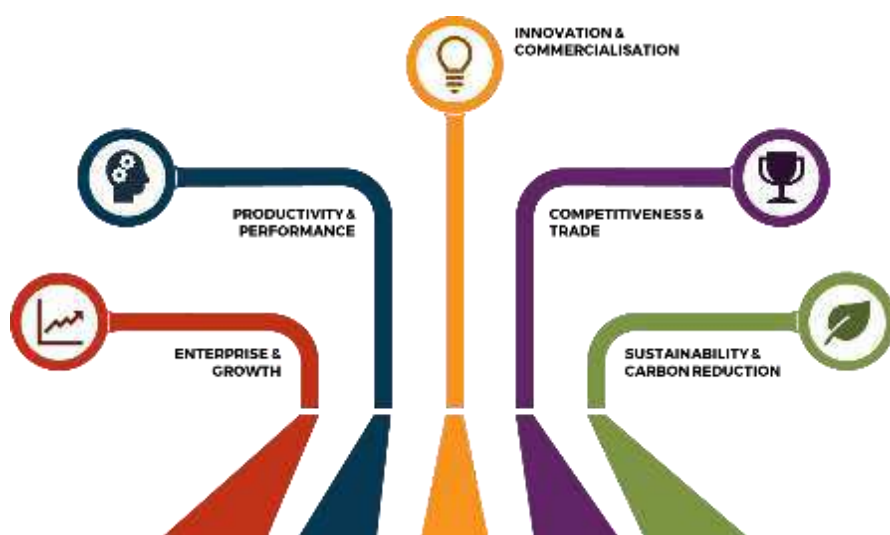 INNOVATION &
COMMERCIALISATION
PRODUCTIVITY &
PERFORMANCE
COMPETITIVENESS &
TRADE
ENTERPRISE &
GROWTH
SUSTAINABILITY &
CARBON REDUCTION